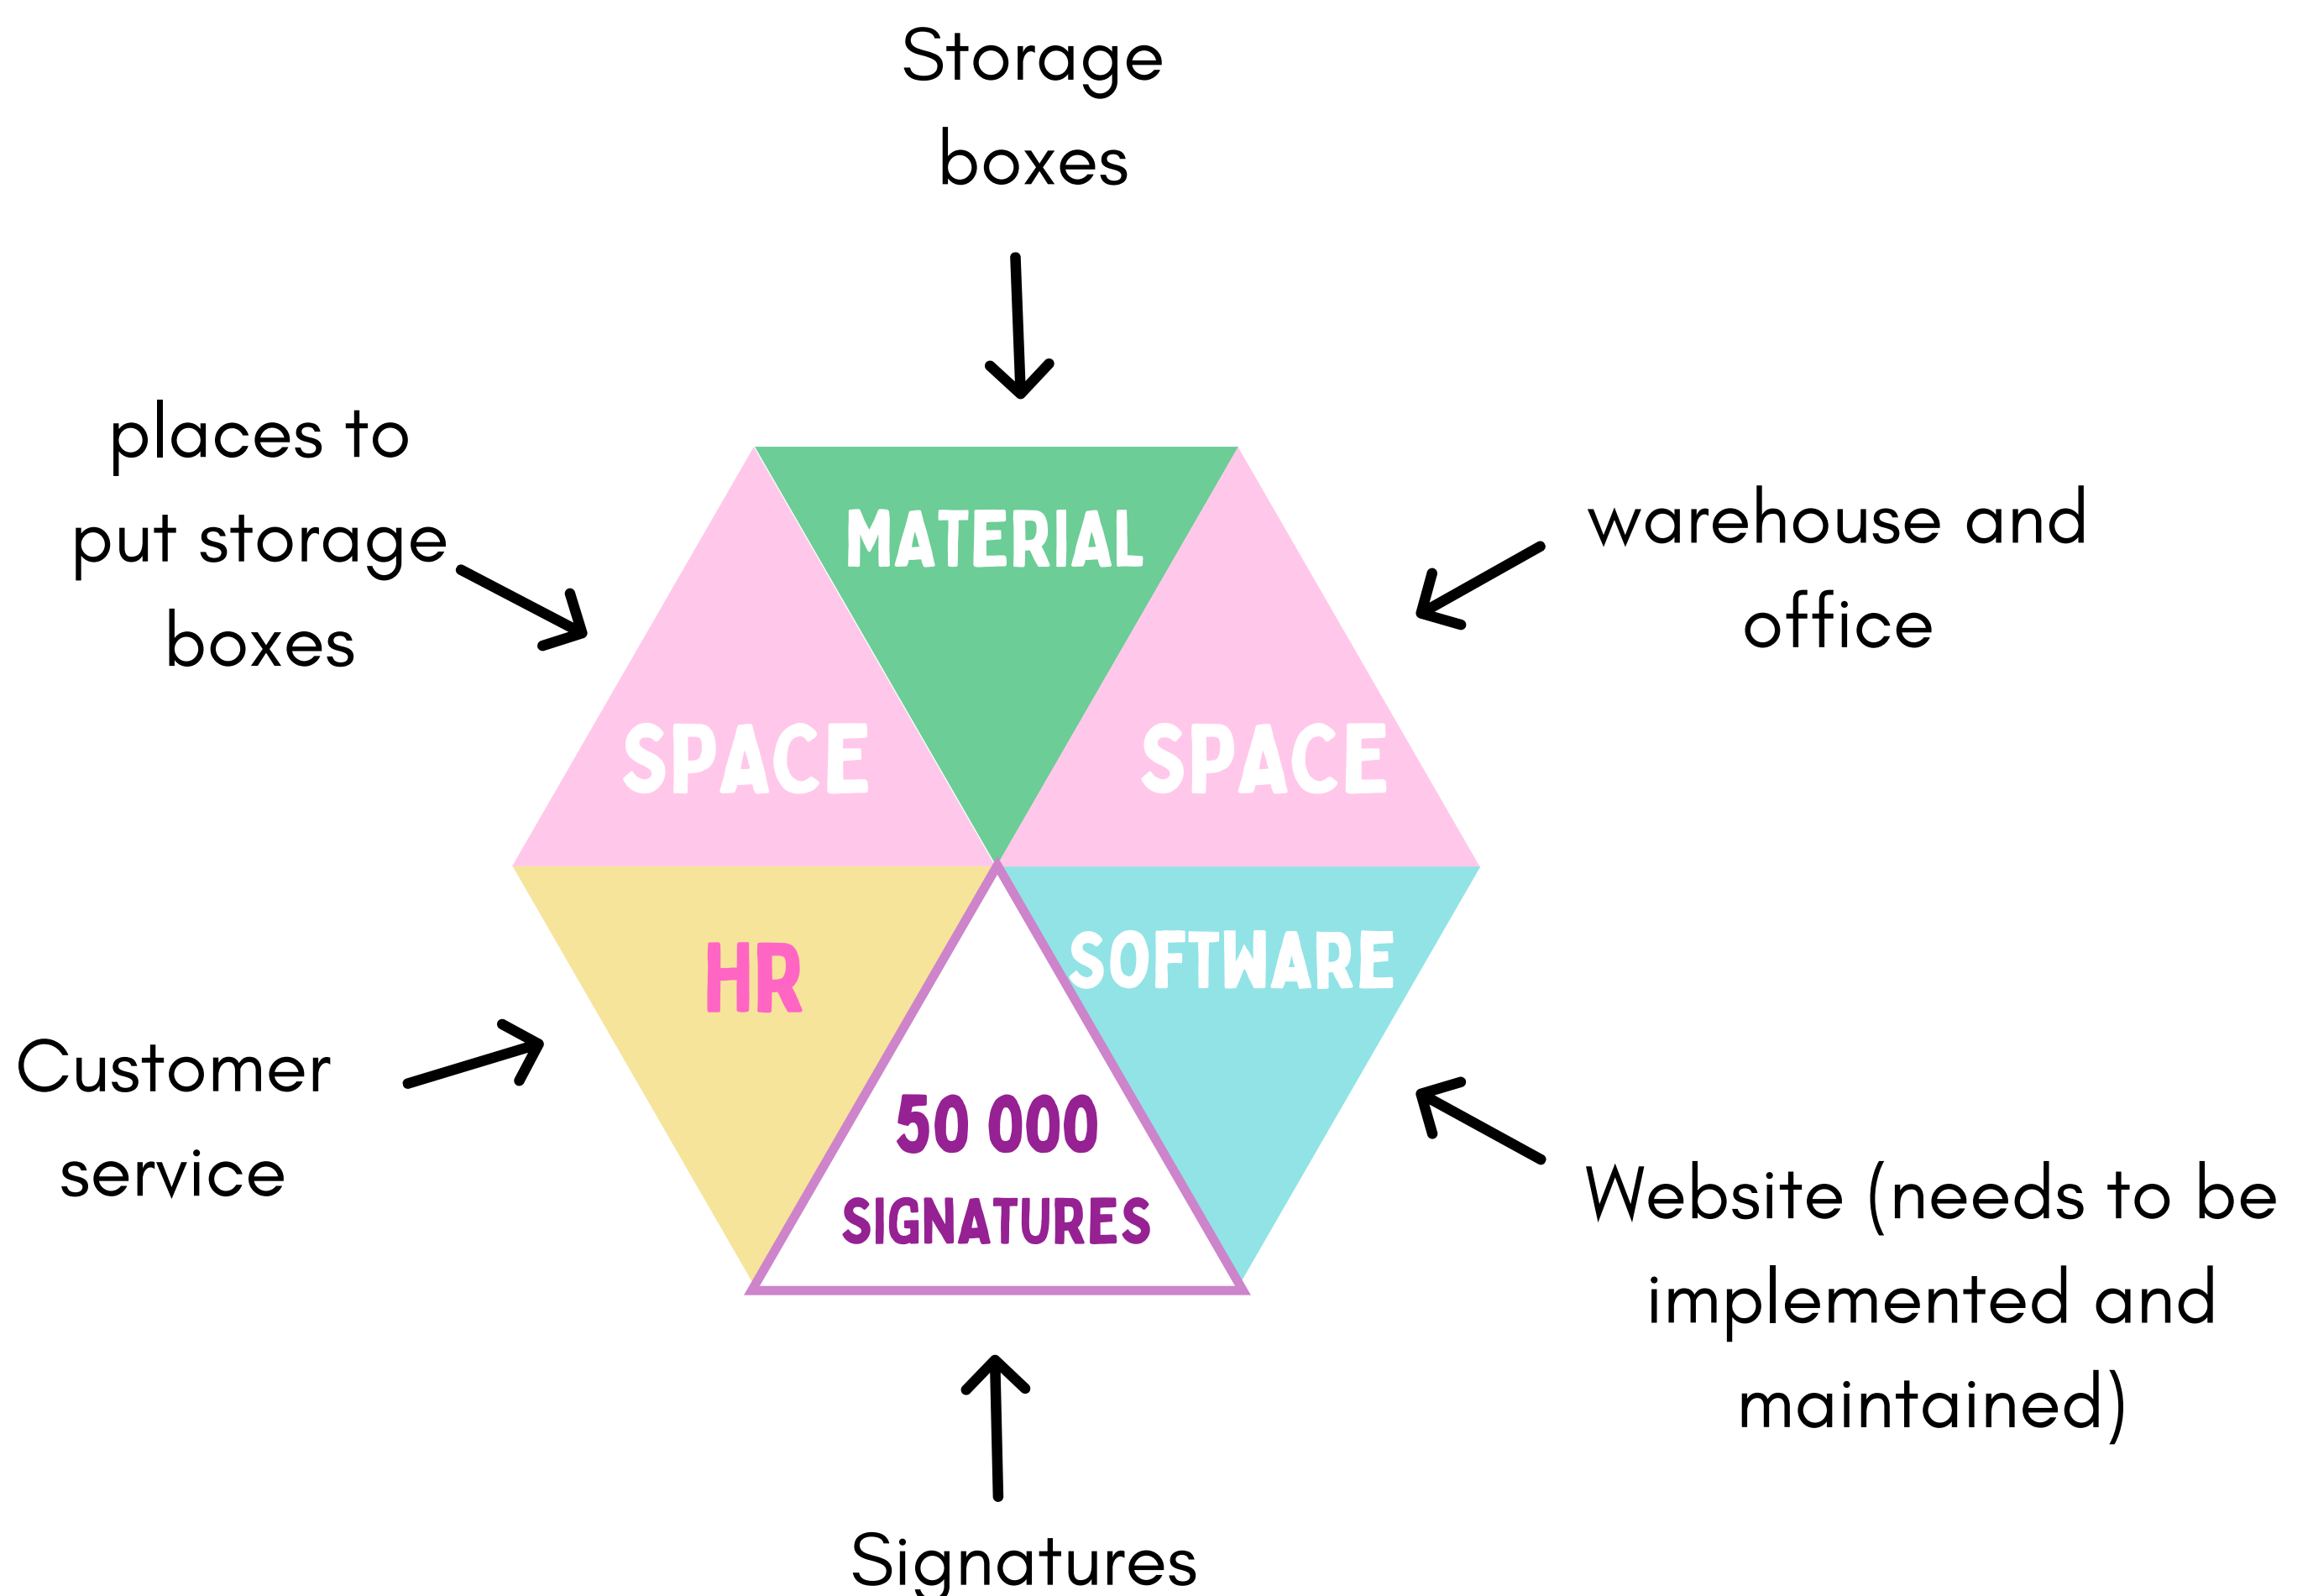 Storage
boxes
places to
put storage
boxes
warehouse and
office
MATERIAL
SPACE
SPACE
HR
SOFTWARE
50 000
SIGNATURES
Customer
service
Website (needs to be
implemented and
maintained)
Signatures